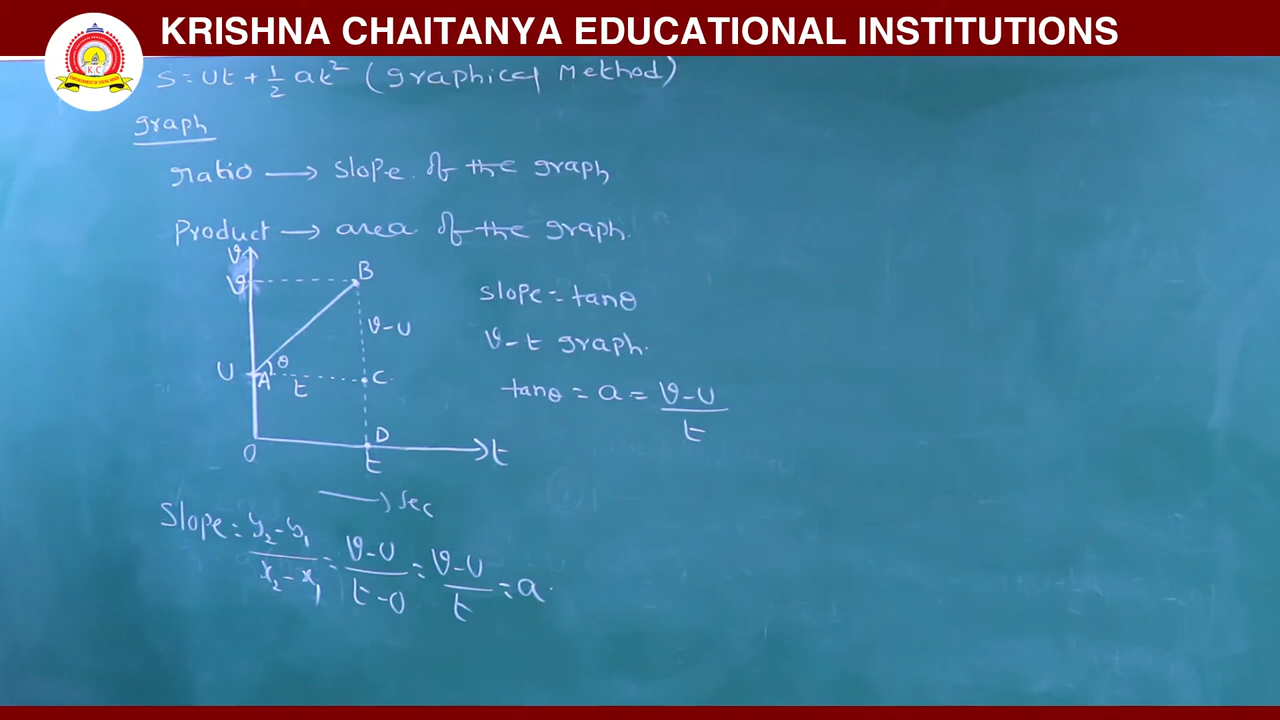 KRISHNA CHAITANYA EDUCATIONAL INSTITUTIONS
K C
S = Ut + 1/2 at² (graphical Method)
graph
ratio → slope of the graph
Product → area of the graph.
v
v
B
v-u
U
A
θ
t
C
O
D
t
t
→ sec
slope = tanθ
v-t graph.
tanθ = a = v-u/t
Slope = y₂-y₁/x₂-x₁ = v-u/t-0 = v-u/t = a.